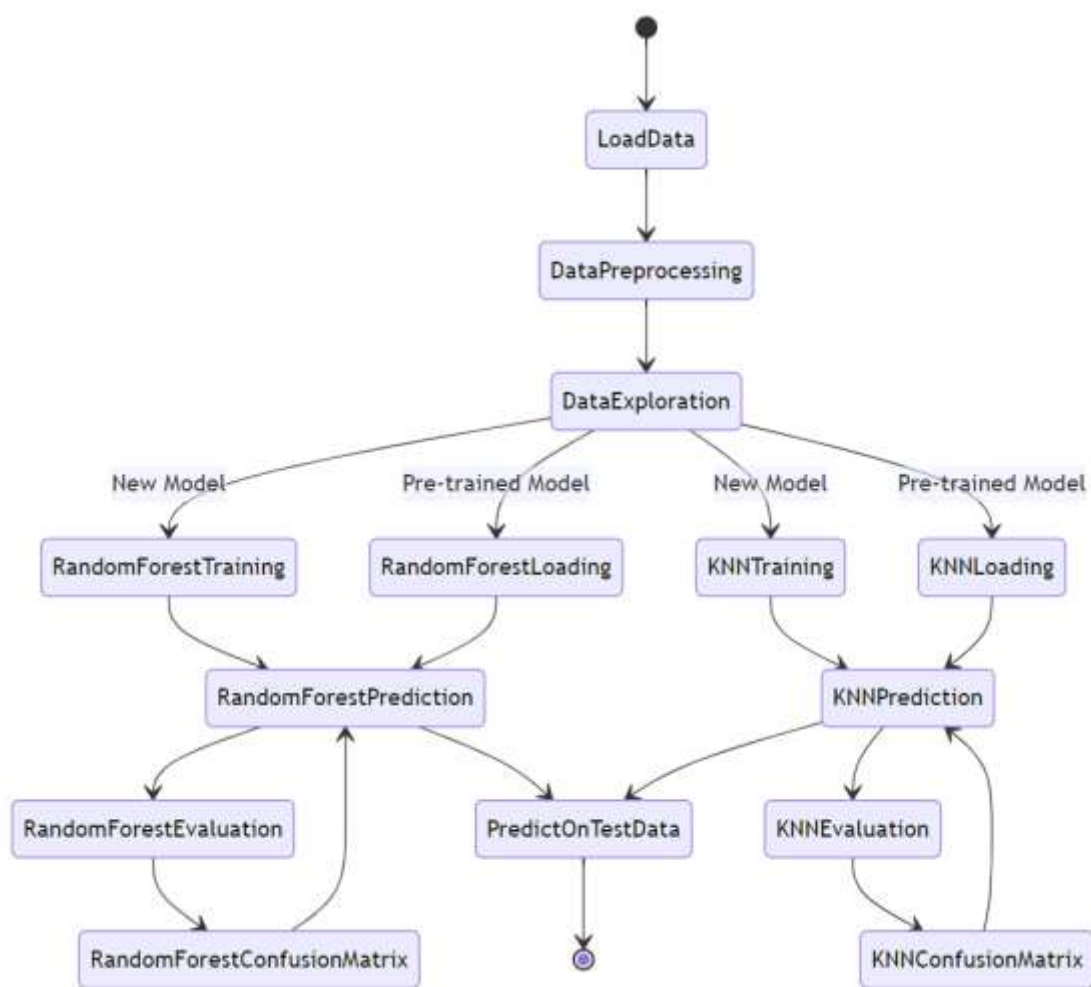 LoadData
DataPreprocessing
DataExploration
New Model
Pre-trained Model
New Model
Pre-trained Model
RandomForestTraining
RandomForestLoading
KNNTraining
KNNLoading
RandomForestPrediction
KNNPrediction
RandomForestEvaluation
PredictOnTestData
KNNEvaluation
RandomForestConfusionMatrix
KNNConfusionMatrix